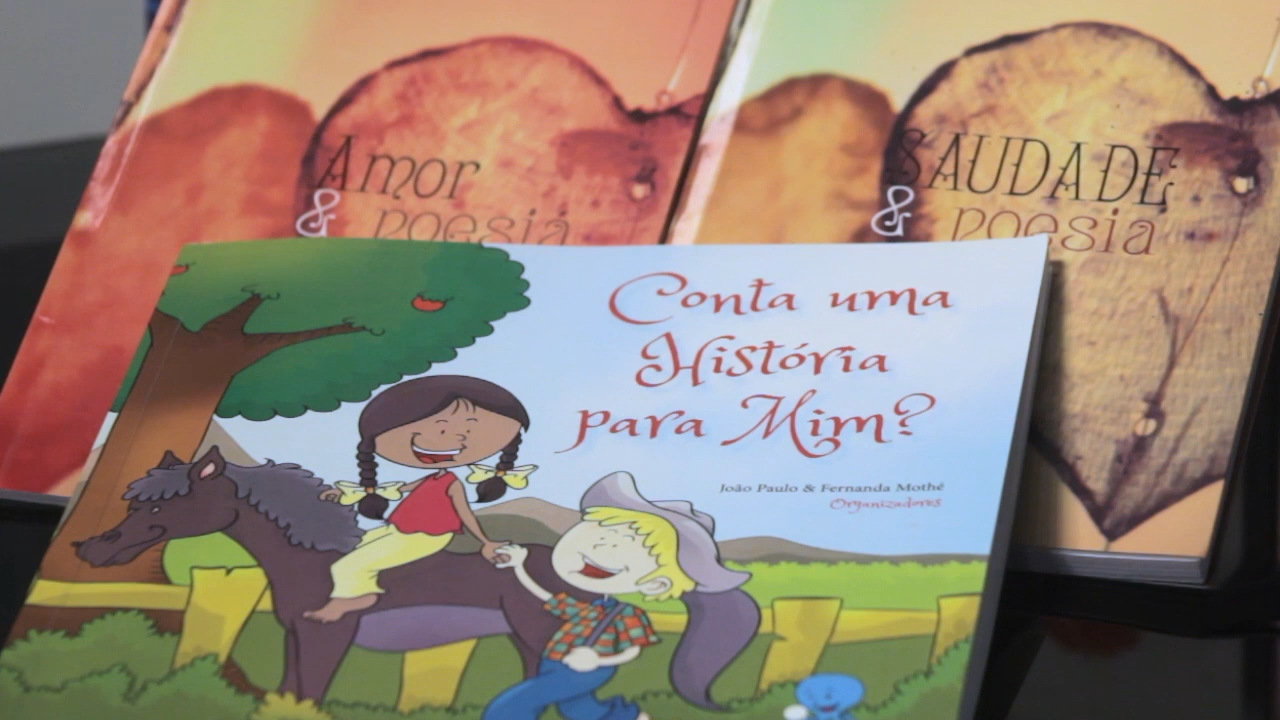 Amor
& poesia
SAUDADE
& poesia
Conta uma
História
para Mim?
João Paulo & Fernanda Mothé
Organizadores